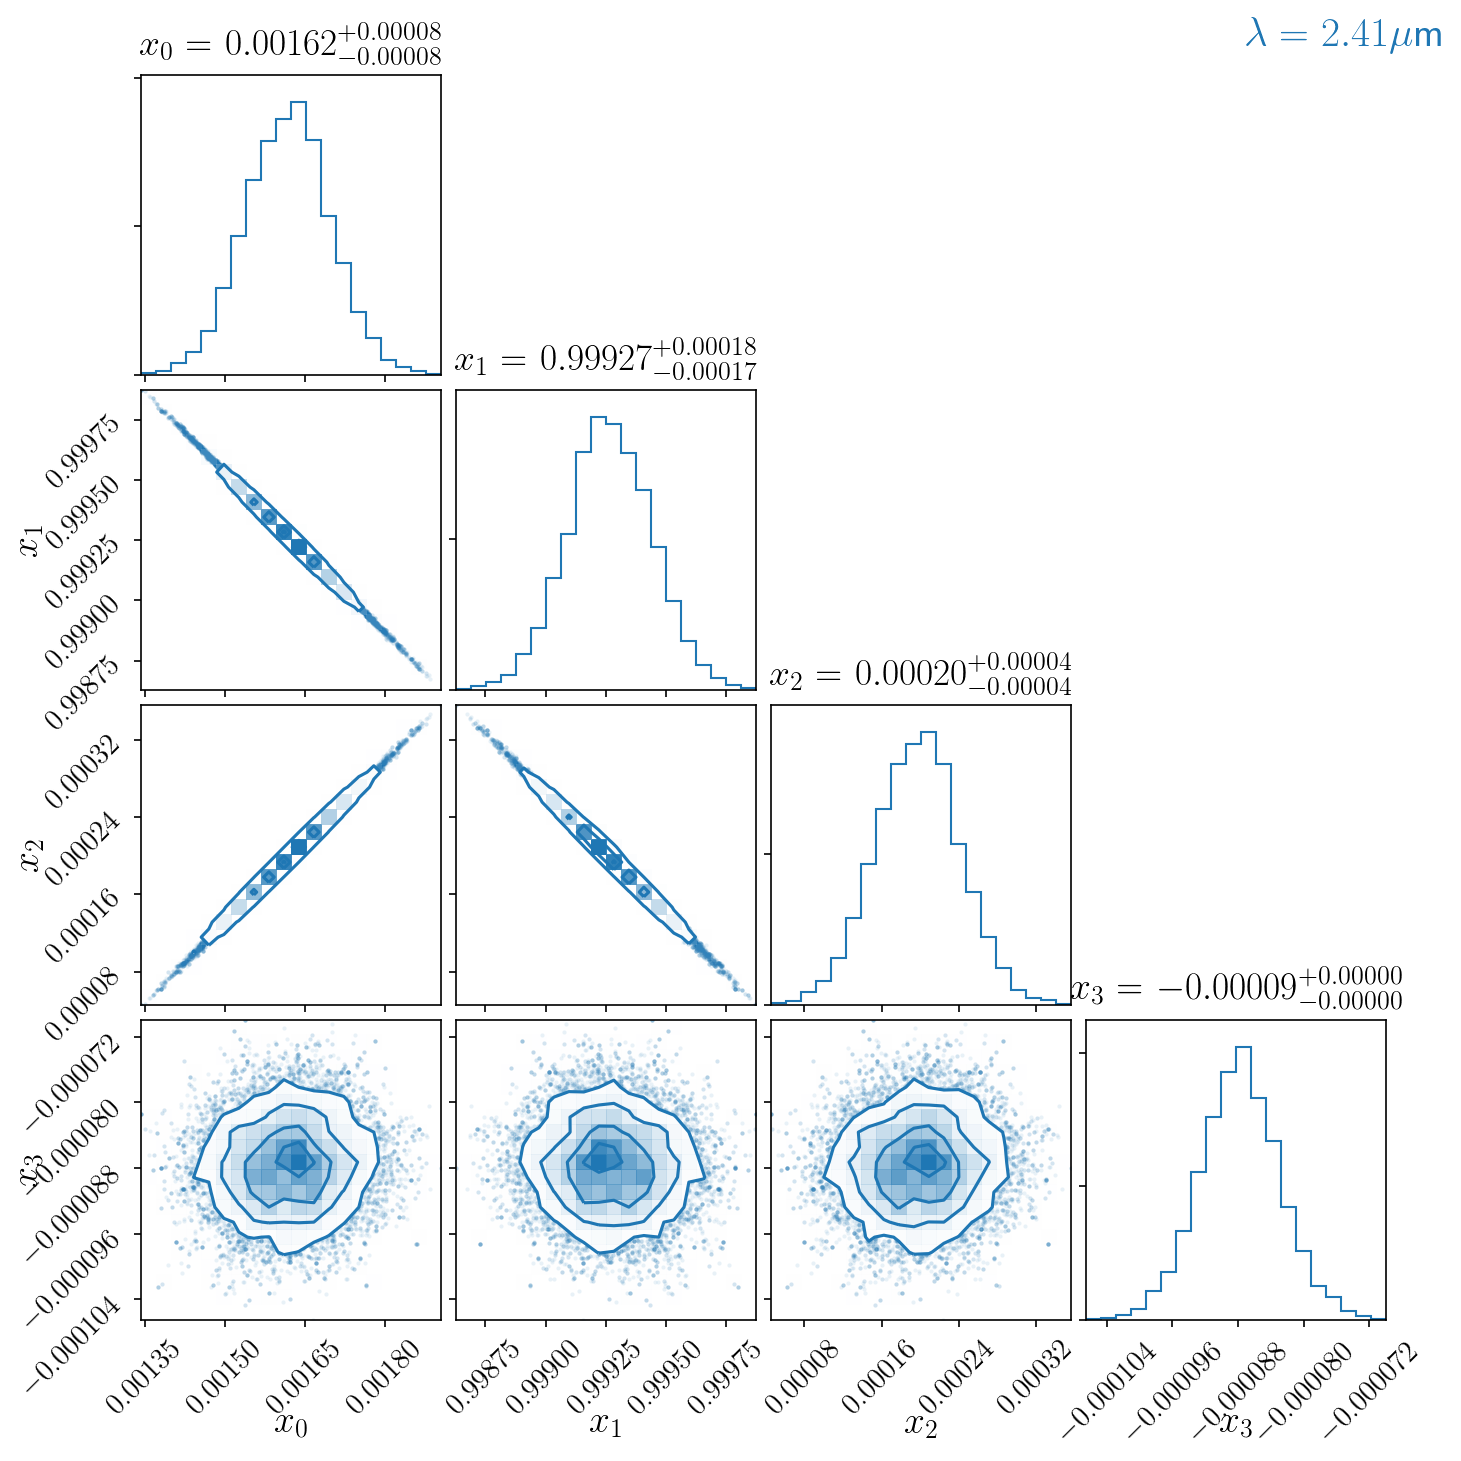 λ = 2.41μm
x₀ = 0.00162 +0.00008 −0.00008
x₁ = 0.99927 +0.00018 −0.00017
0.99975
0.99950
0.99925
0.99900
0.99875
x₁
x₂ = 0.00020 +0.00004 −0.00004
0.00032
0.00024
0.00016
0.00008
x₂
x₃ = −0.00009 +0.00000 −0.00000
−0.000072
−0.000080
−0.000088
−0.000096
−0.000104
x₃
0.00135 0.00150 0.00165 0.00180
0.99875 0.99900 0.99925 0.99950 0.99975
0.00008 0.00016 0.00024 0.00032
−0.000104 −0.000096 −0.000088 −0.000080 −0.000072
x₀ x₁ x₂ x₃